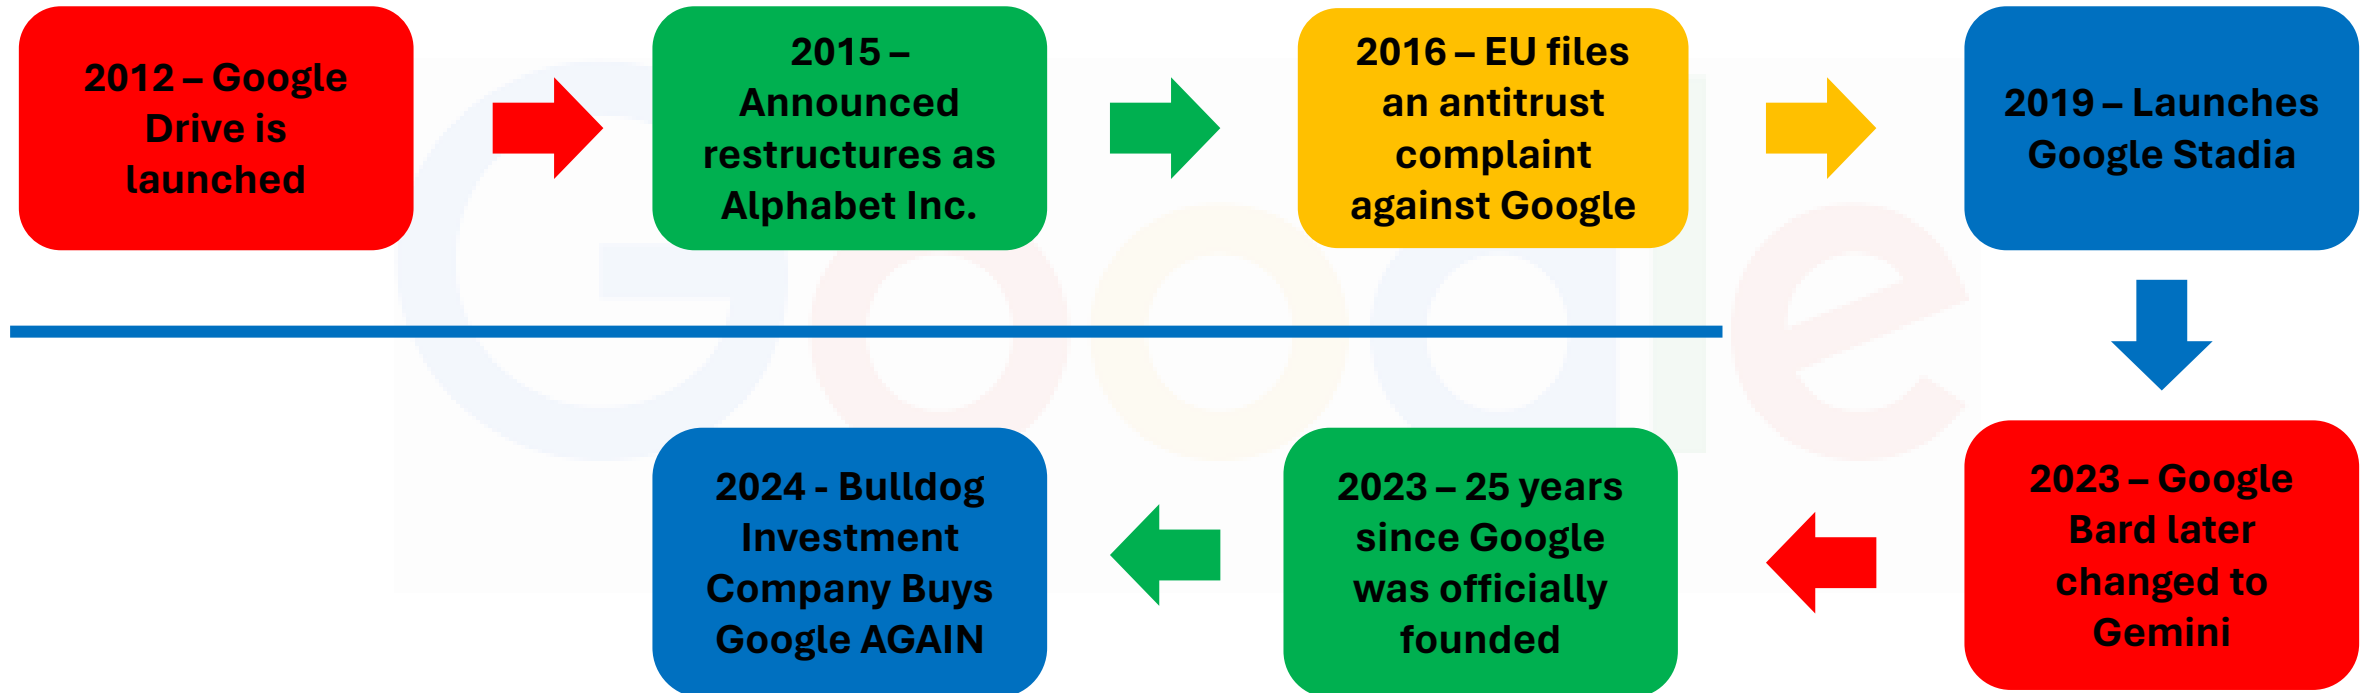 2012 – Google
Drive is
launched
2015 –
Announced
restructures as
Alphabet Inc.
2016 – EU files
an antitrust
complaint
against Google
2019 – Launches
Google Stadia
2023 – Google
Bard later
changed to
Gemini
2023 – 25 years
since Google
was officially
founded
2024 - Bulldog
Investment
Company Buys
Google AGAIN
Google